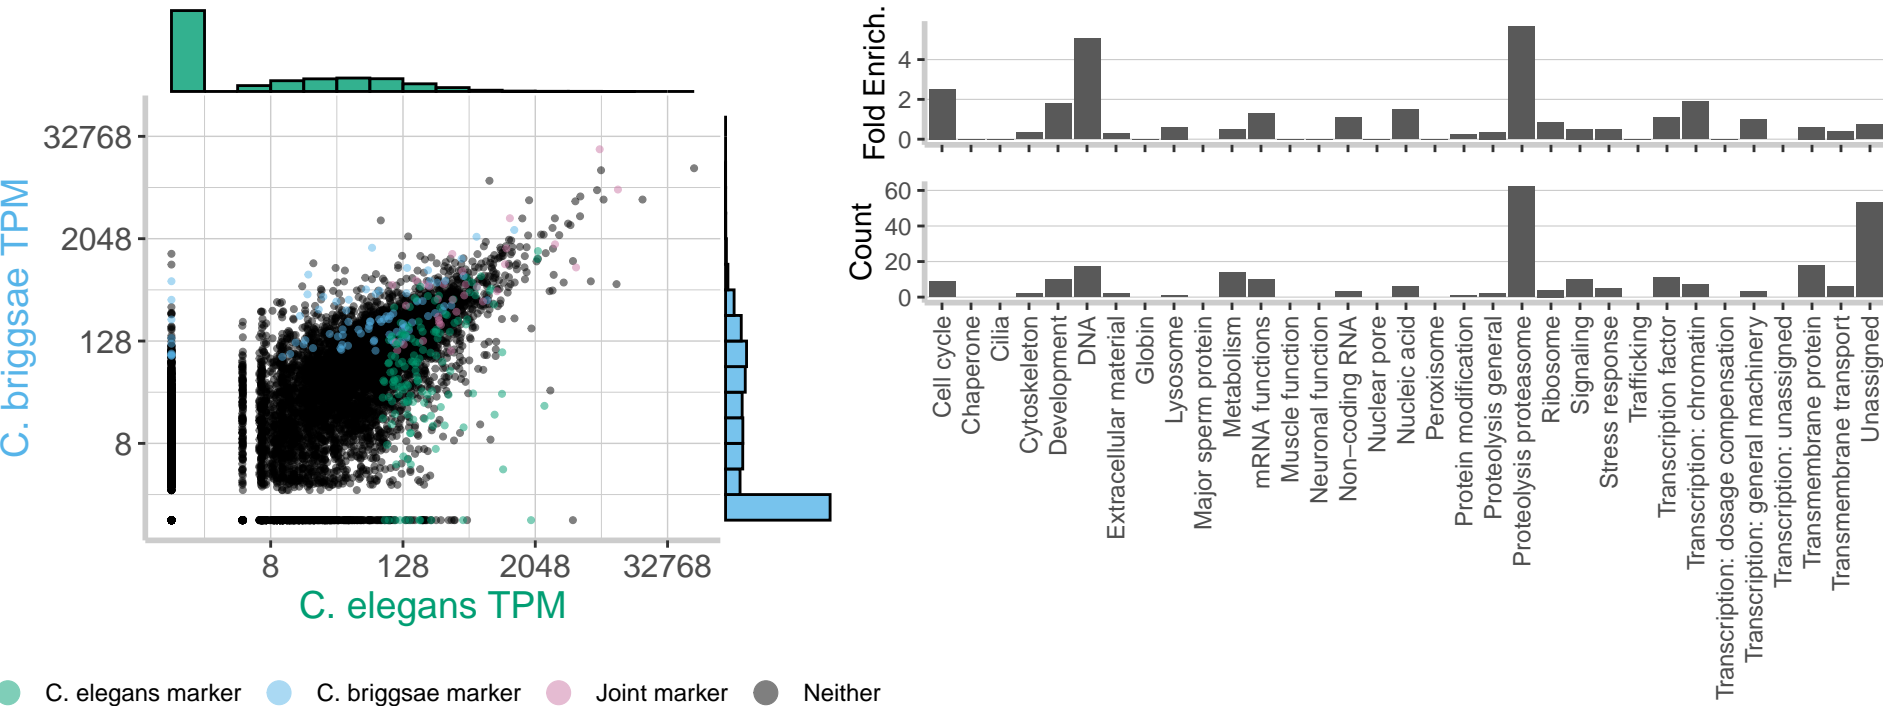 32768
2048
128
8
C. briggsae TPM
8
128
2048
32768
C. elegans TPM
C. elegans marker
C. briggsae marker
Joint marker
Neither
Fold Enrich.
4
2
0
Count
60
40
20
0
Cell cycle
Chaperone
Cilia
Cytoskeleton
Development
DNA
Extracellular material
Globin
Lysosome
Major sperm protein
Metabolism
mRNA functions
Muscle function
Neuronal function
Non−coding RNA
Nuclear pore
Nucleic acid
Peroxisome
Protein modification
Proteolysis general
Proteolysis proteasome
Ribosome
Signaling
Stress response
Trafficking
Transcription factor
Transcription: chromatin
Transcription: dosage compensation
Transcription: general machinery
Transcription: unassigned
Transmembrane protein
Transmembrane transport
Unassigned